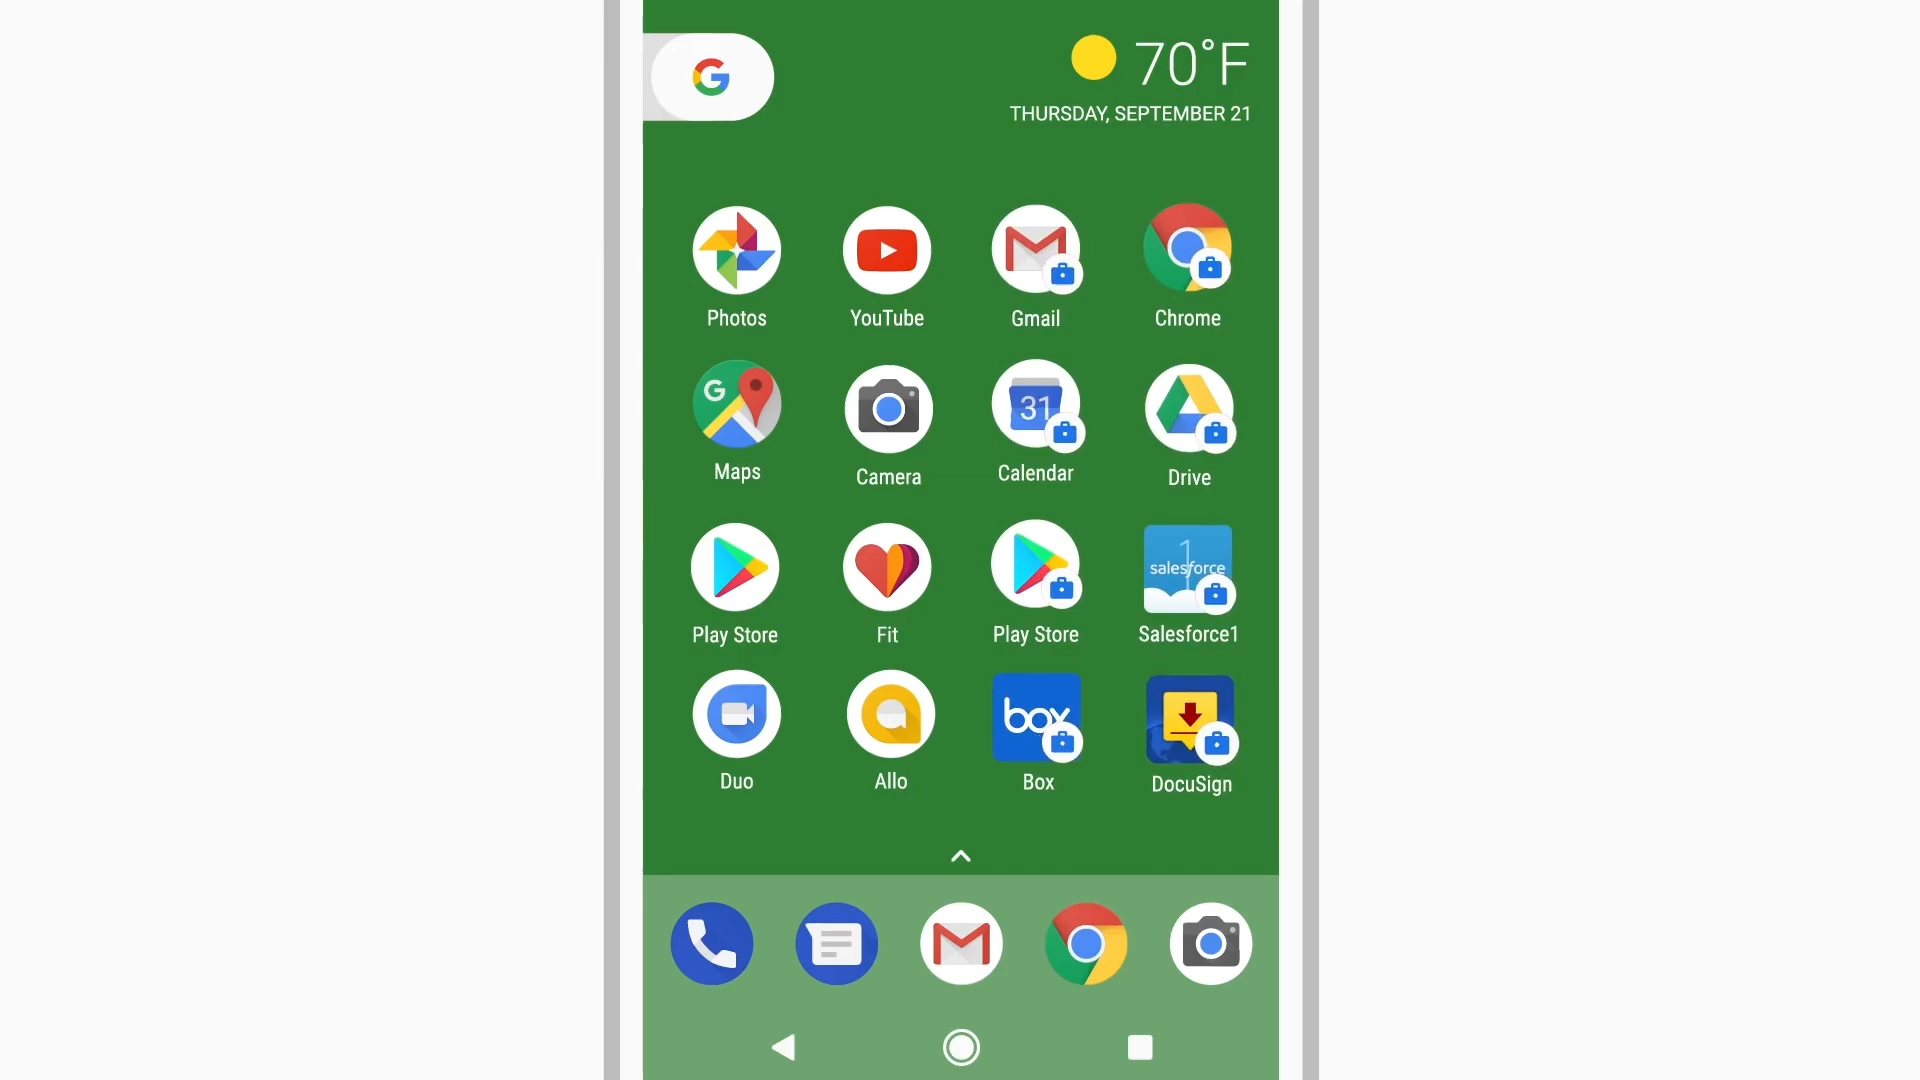 G
70°F
THURSDAY, SEPTEMBER 21
Photos
YouTube
Gmail
Chrome
G
31
Maps
Camera
Calendar
Drive
1
salesforce
Play Store
Fit
Play Store
Salesforce1
box
Duo
Allo
Box
DocuSign